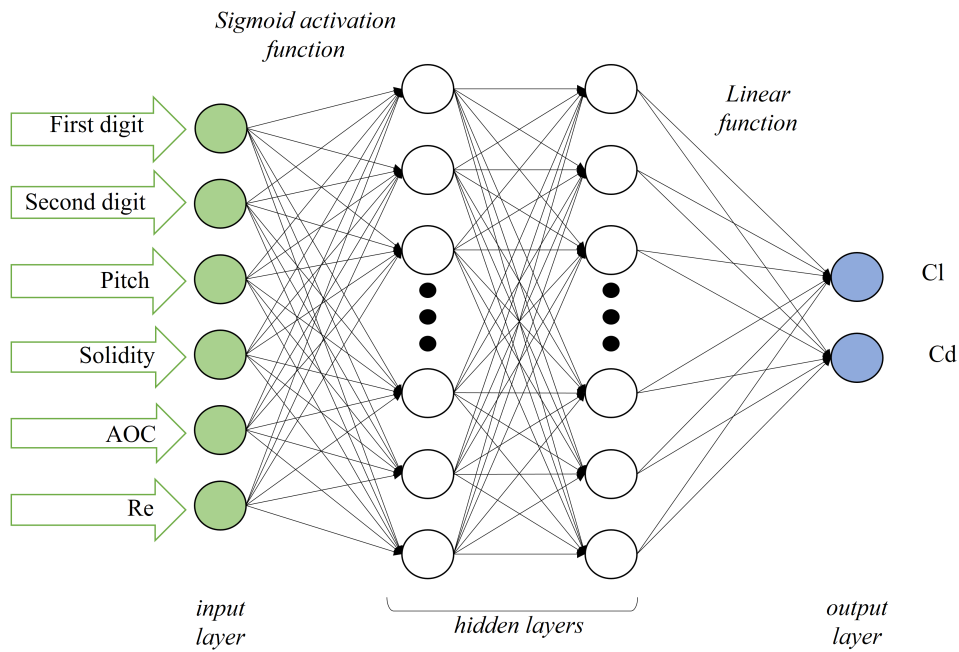 Sigmoid activation
function
Linear
function
First digit
Second digit
Pitch
Solidity
AOC
Re
Cl
Cd
input
layer
hidden layers
output
layer